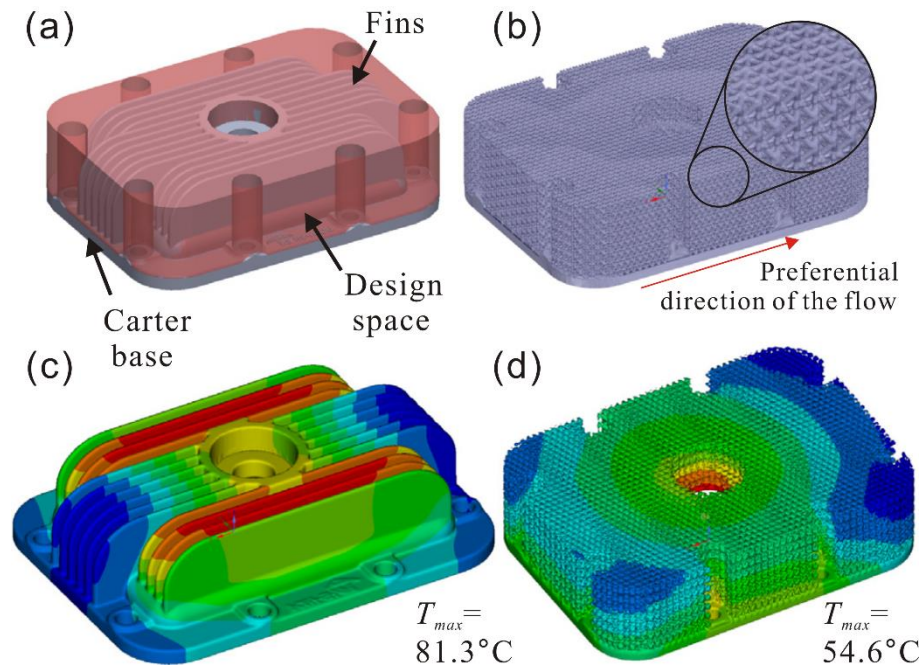 (a)
Fins
Carter
base
Design
space
(b)
Preferential
direction of the flow
(c)
T_max=
81.3°C
(d)
T_max=
54.6°C